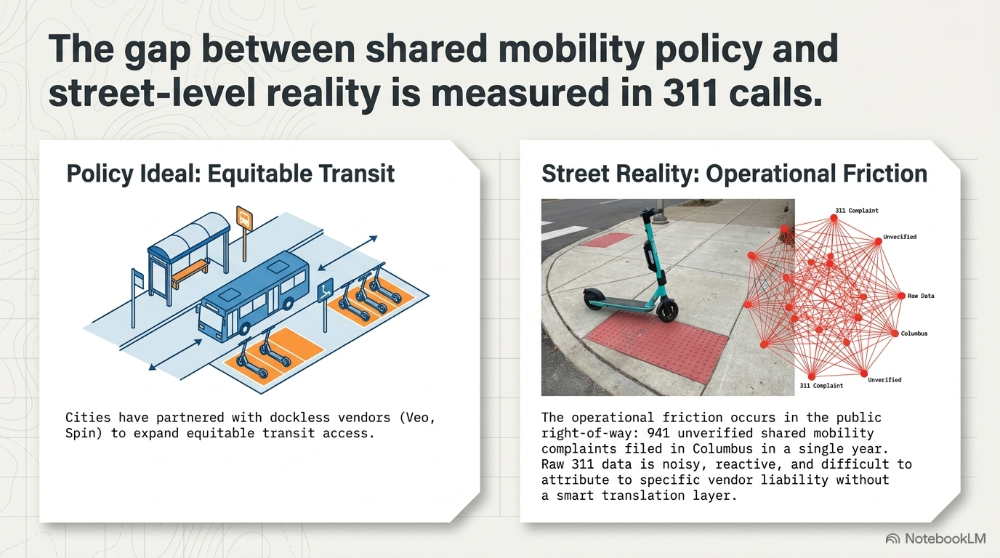 The gap between shared mobility policy and
street-level reality is measured in 311 calls.
Policy Ideal: Equitable Transit
Cities have partnered with dockless vendors (Veo,
Spin) to expand equitable transit access.
Street Reality: Operational Friction
311 Complaint
Unverified
Raw Data
Columbus
Unverified
311 Complaint
The operational friction occurs in the public
right-of-way: 941 unverified shared mobility
complaints filed in Columbus in a single year.
Raw 311 data is noisy, reactive, and difficult to
attribute to specific vendor liability without
a smart translation layer.
NotebookLM